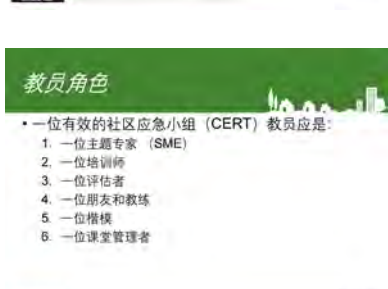 教员角色
▪ 一位有效的社区应急小组（CERT）教员应是:
1. 一位主题专家 （SME）
2. 一位培训师
3. 一位评估者
4. 一位朋友和教练
5. 一位楷模
6. 一位课堂管理者